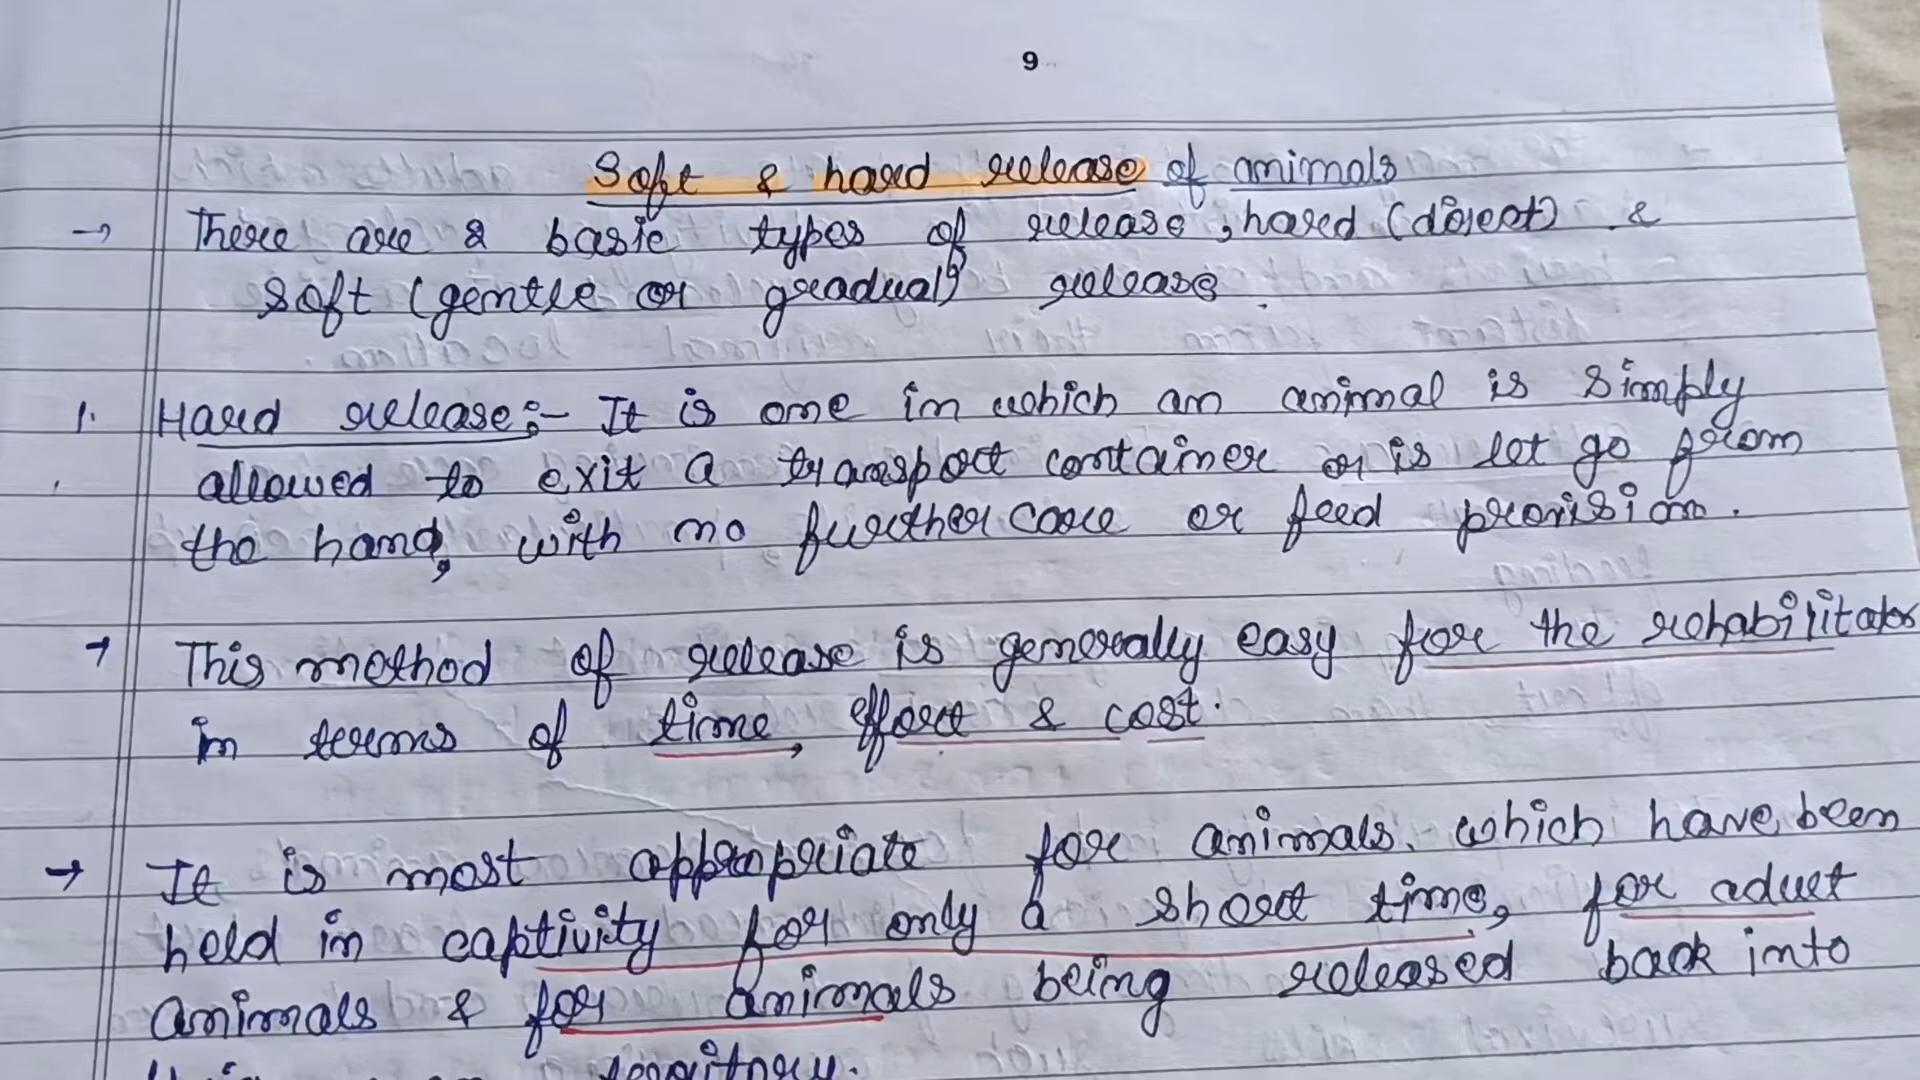 9
Soft & hard release of animals
→ There are 2 basic types of release, hard (direct) &
soft (gentle or gradual) release.
1. Hard release:- It is one in which an animal is simply
allowed to exit a transport container or is let go from
the hand, with no further care or feed provision.
→ This method of release is generally easy for the rehabilitator
in terms of time, effort & cost.
→ It is most appropriate for animals which have been
held in captivity for only a short time, for adult
animals & for animals being released back into
territory.